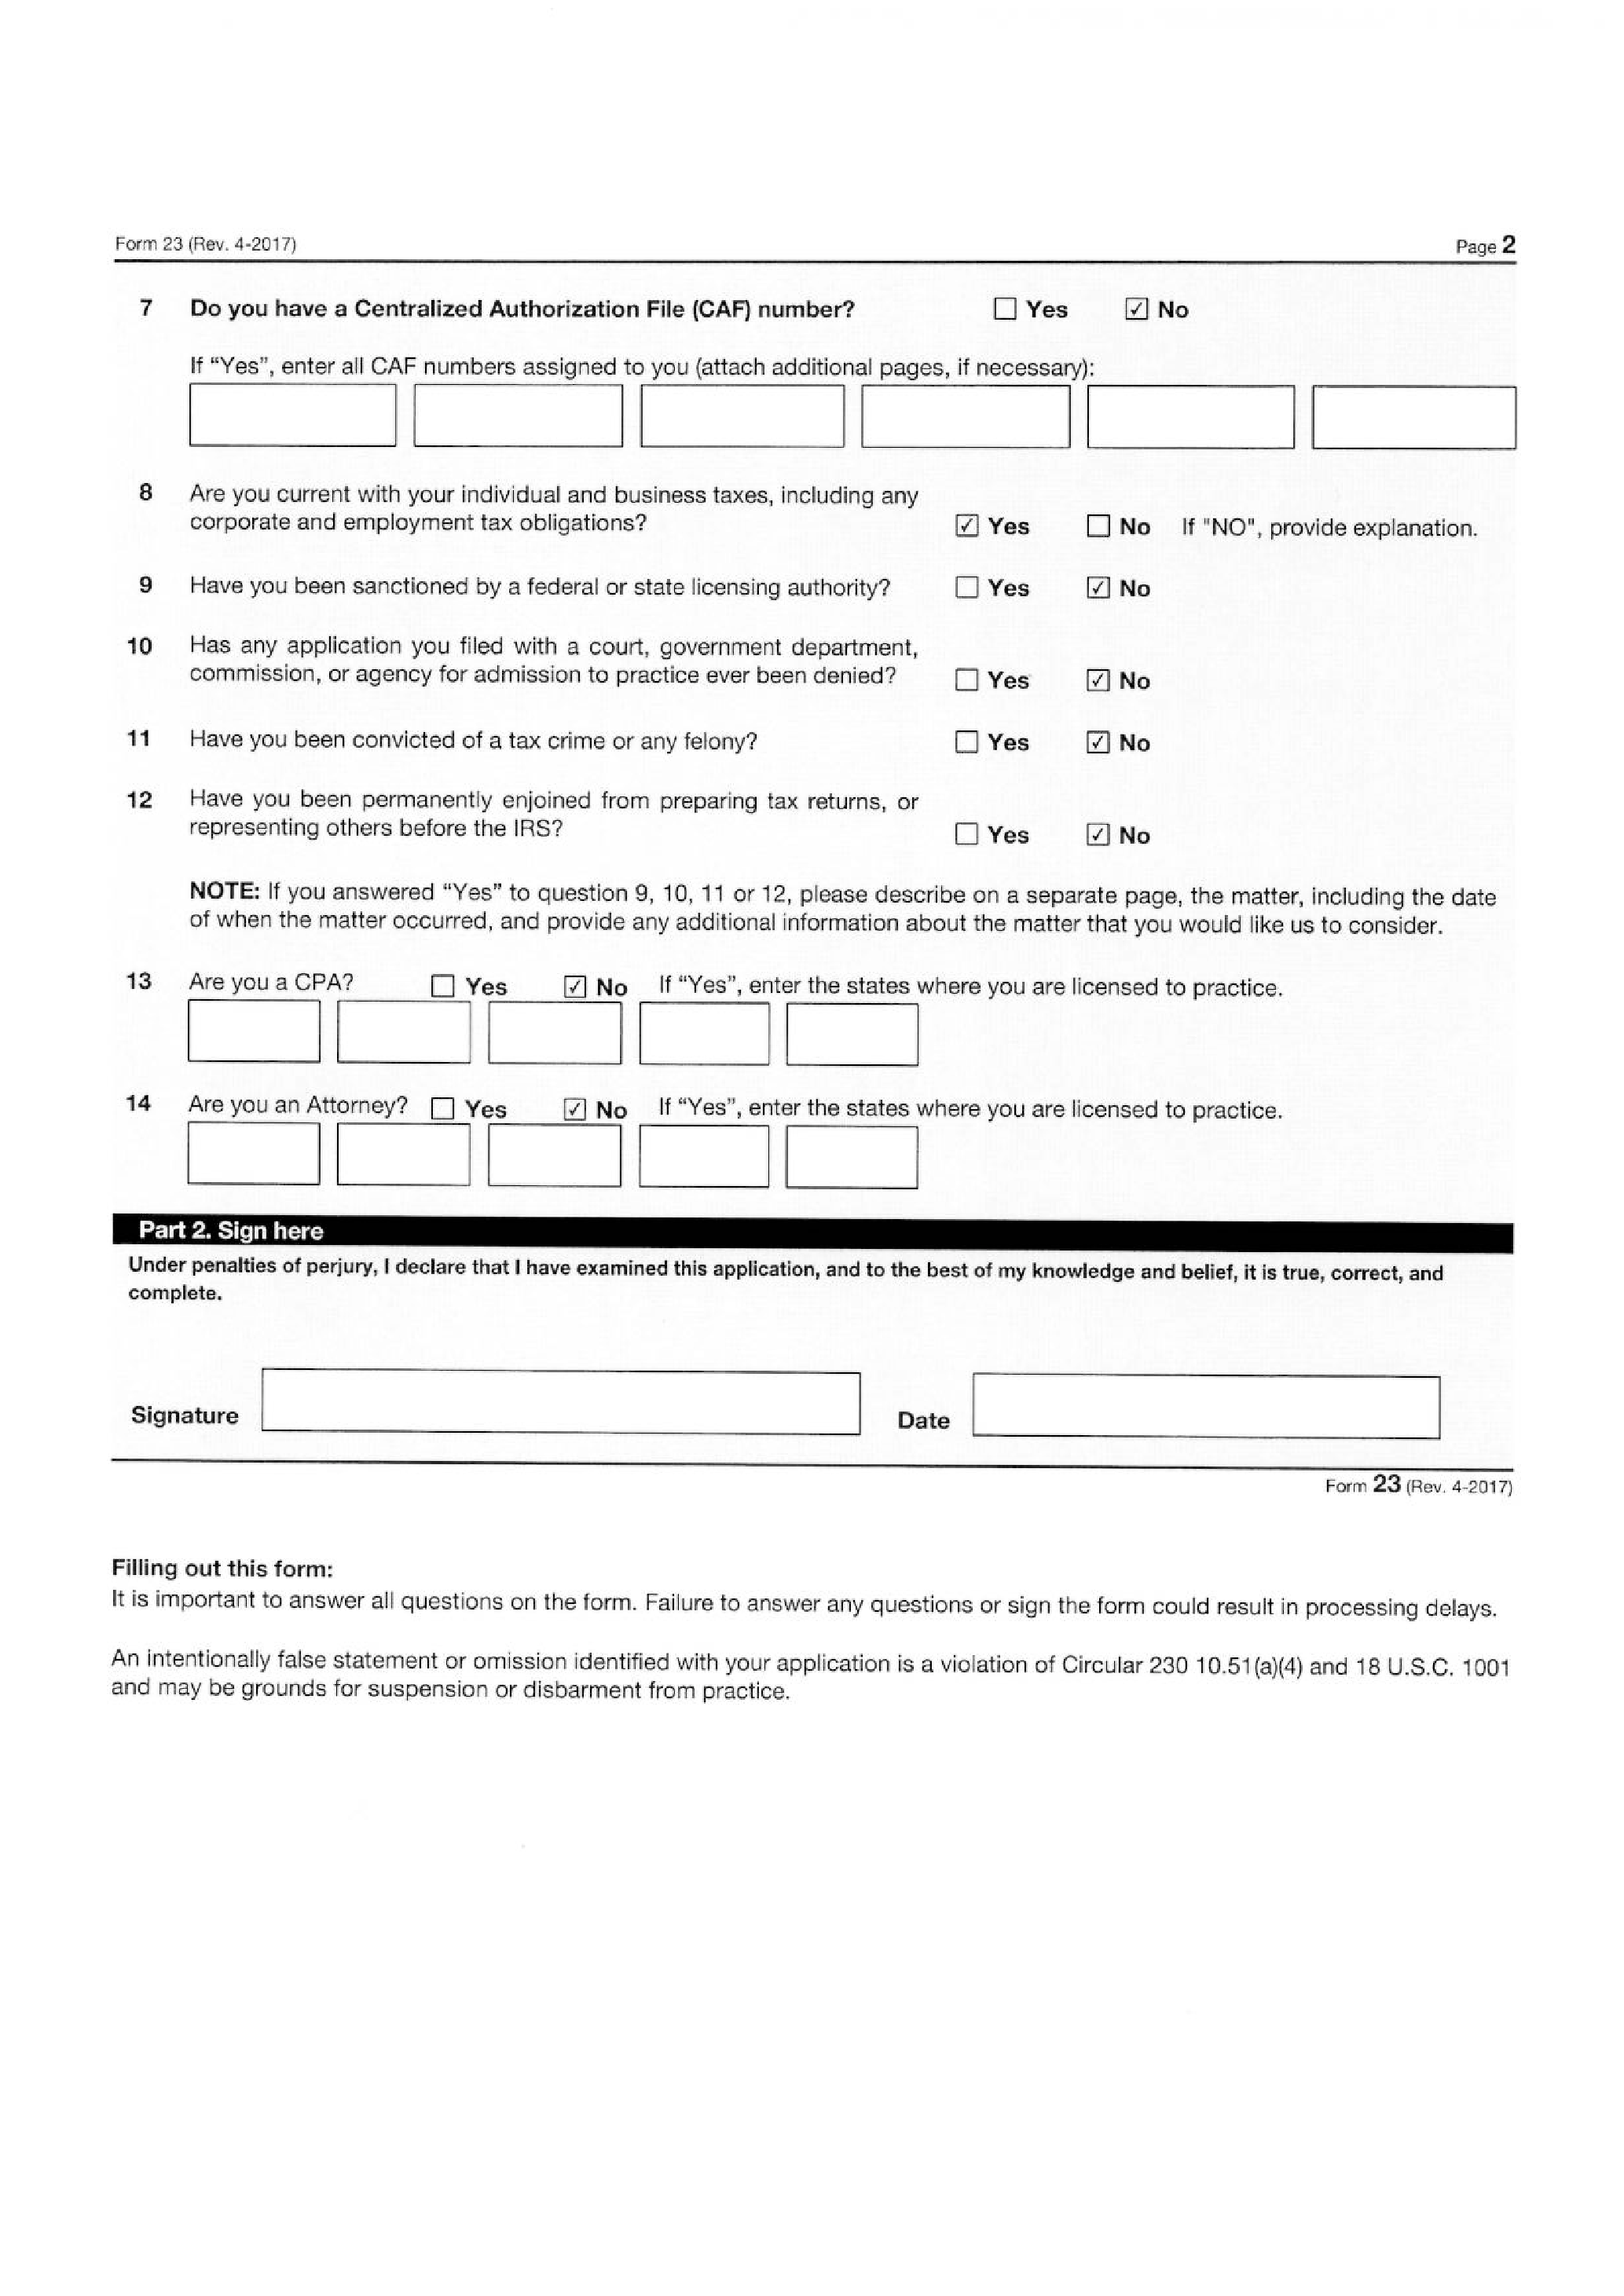 Form 23 (Rev. 4-2017) Page 2
7 Do you have a Centralized Authorization File (CAF) number? ☐ Yes ☑ No
If “Yes”, enter all CAF numbers assigned to you (attach additional pages, if necessary):
8 Are you current with your individual and business taxes, including any
corporate and employment tax obligations? ☑ Yes ☐ No If "NO", provide explanation.
9 Have you been sanctioned by a federal or state licensing authority? ☐ Yes ☑ No
10 Has any application you filed with a court, government department,
commission, or agency for admission to practice ever been denied? ☐ Yes ☑ No
11 Have you been convicted of a tax crime or any felony? ☐ Yes ☑ No
12 Have you been permanently enjoined from preparing tax returns, or
representing others before the IRS? ☐ Yes ☑ No
NOTE: If you answered “Yes” to question 9, 10, 11 or 12, please describe on a separate page, the matter, including the date
of when the matter occurred, and provide any additional information about the matter that you would like us to consider.
13 Are you a CPA? ☐ Yes ☑ No If “Yes”, enter the states where you are licensed to practice.
14 Are you an Attorney? ☐ Yes ☑ No If “Yes”, enter the states where you are licensed to practice.
Part 2. Sign here
Under penalties of perjury, I declare that I have examined this application, and to the best of my knowledge and belief, it is true, correct, and
complete.
Signature Date
Form 23 (Rev. 4-2017)
Filling out this form:
It is important to answer all questions on the form. Failure to answer any questions or sign the form could result in processing delays.
An intentionally false statement or omission identified with your application is a violation of Circular 230 10.51(a)(4) and 18 U.S.C. 1001
and may be grounds for suspension or disbarment from practice.